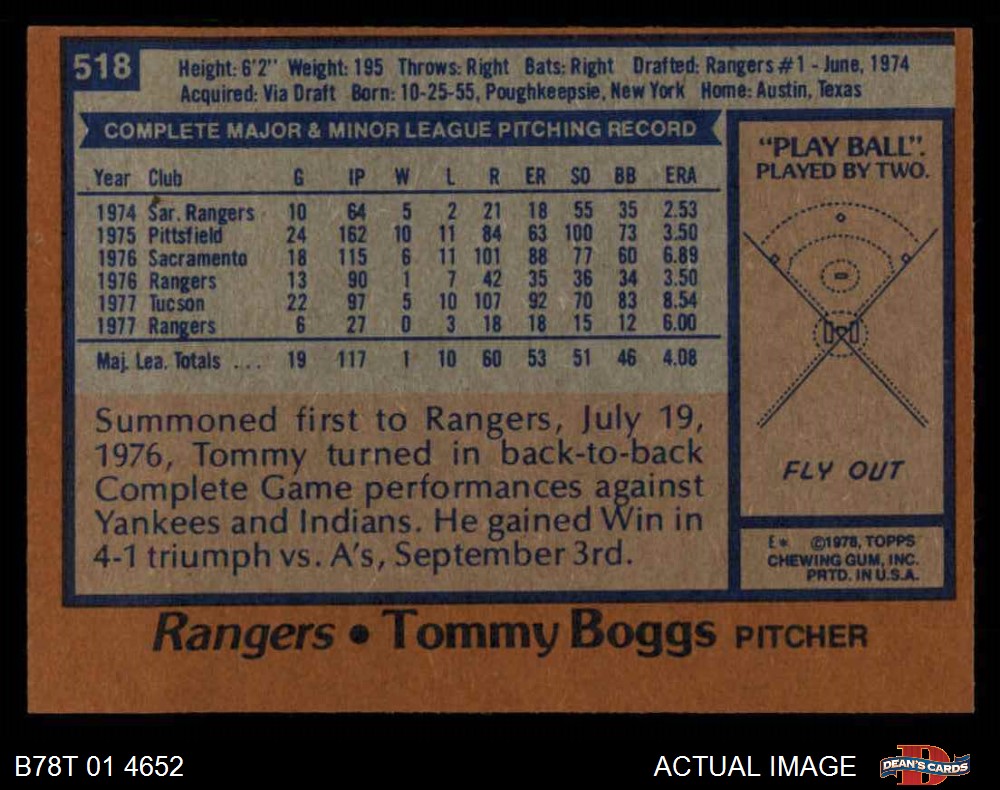 518
Height: 6'2" Weight: 195 Throws: Right Bats: Right Drafted: Rangers #1 - June, 1974
Acquired: Via Draft Born: 10-25-55, Poughkeepsie, New York Home: Austin, Texas
COMPLETE MAJOR & MINOR LEAGUE PITCHING RECORD
Year Club G IP W L R ER SO BB ERA
1974 Sar. Rangers 10 64 5 2 21 18 55 35 2.53
1975 Pittsfield 24 162 10 11 84 63 100 73 3.50
1976 Sacramento 18 115 6 11 101 88 77 60 6.89
1976 Rangers 13 90 1 7 42 35 36 34 3.50
1977 Tucson 22 97 5 10 107 92 70 83 8.54
1977 Rangers 6 27 0 3 18 18 15 12 6.00
Maj. Lea. Totals .... 19 117 1 10 60 53 51 46 4.08
Summoned first to Rangers, July 19,
1976, Tommy turned in back-to-back
Complete Game performances against
Yankees and Indians. He gained Win in
4-1 triumph vs. A's, September 3rd.
"PLAY BALL".
PLAYED BY TWO.
FLY OUT
E* ©1978, TOPPS
CHEWING GUM, INC.
PRTD. IN U.S.A.
Rangers • Tommy Boggs PITCHER
B78T 01 4652
ACTUAL IMAGE
D
DEAN'S CARDS